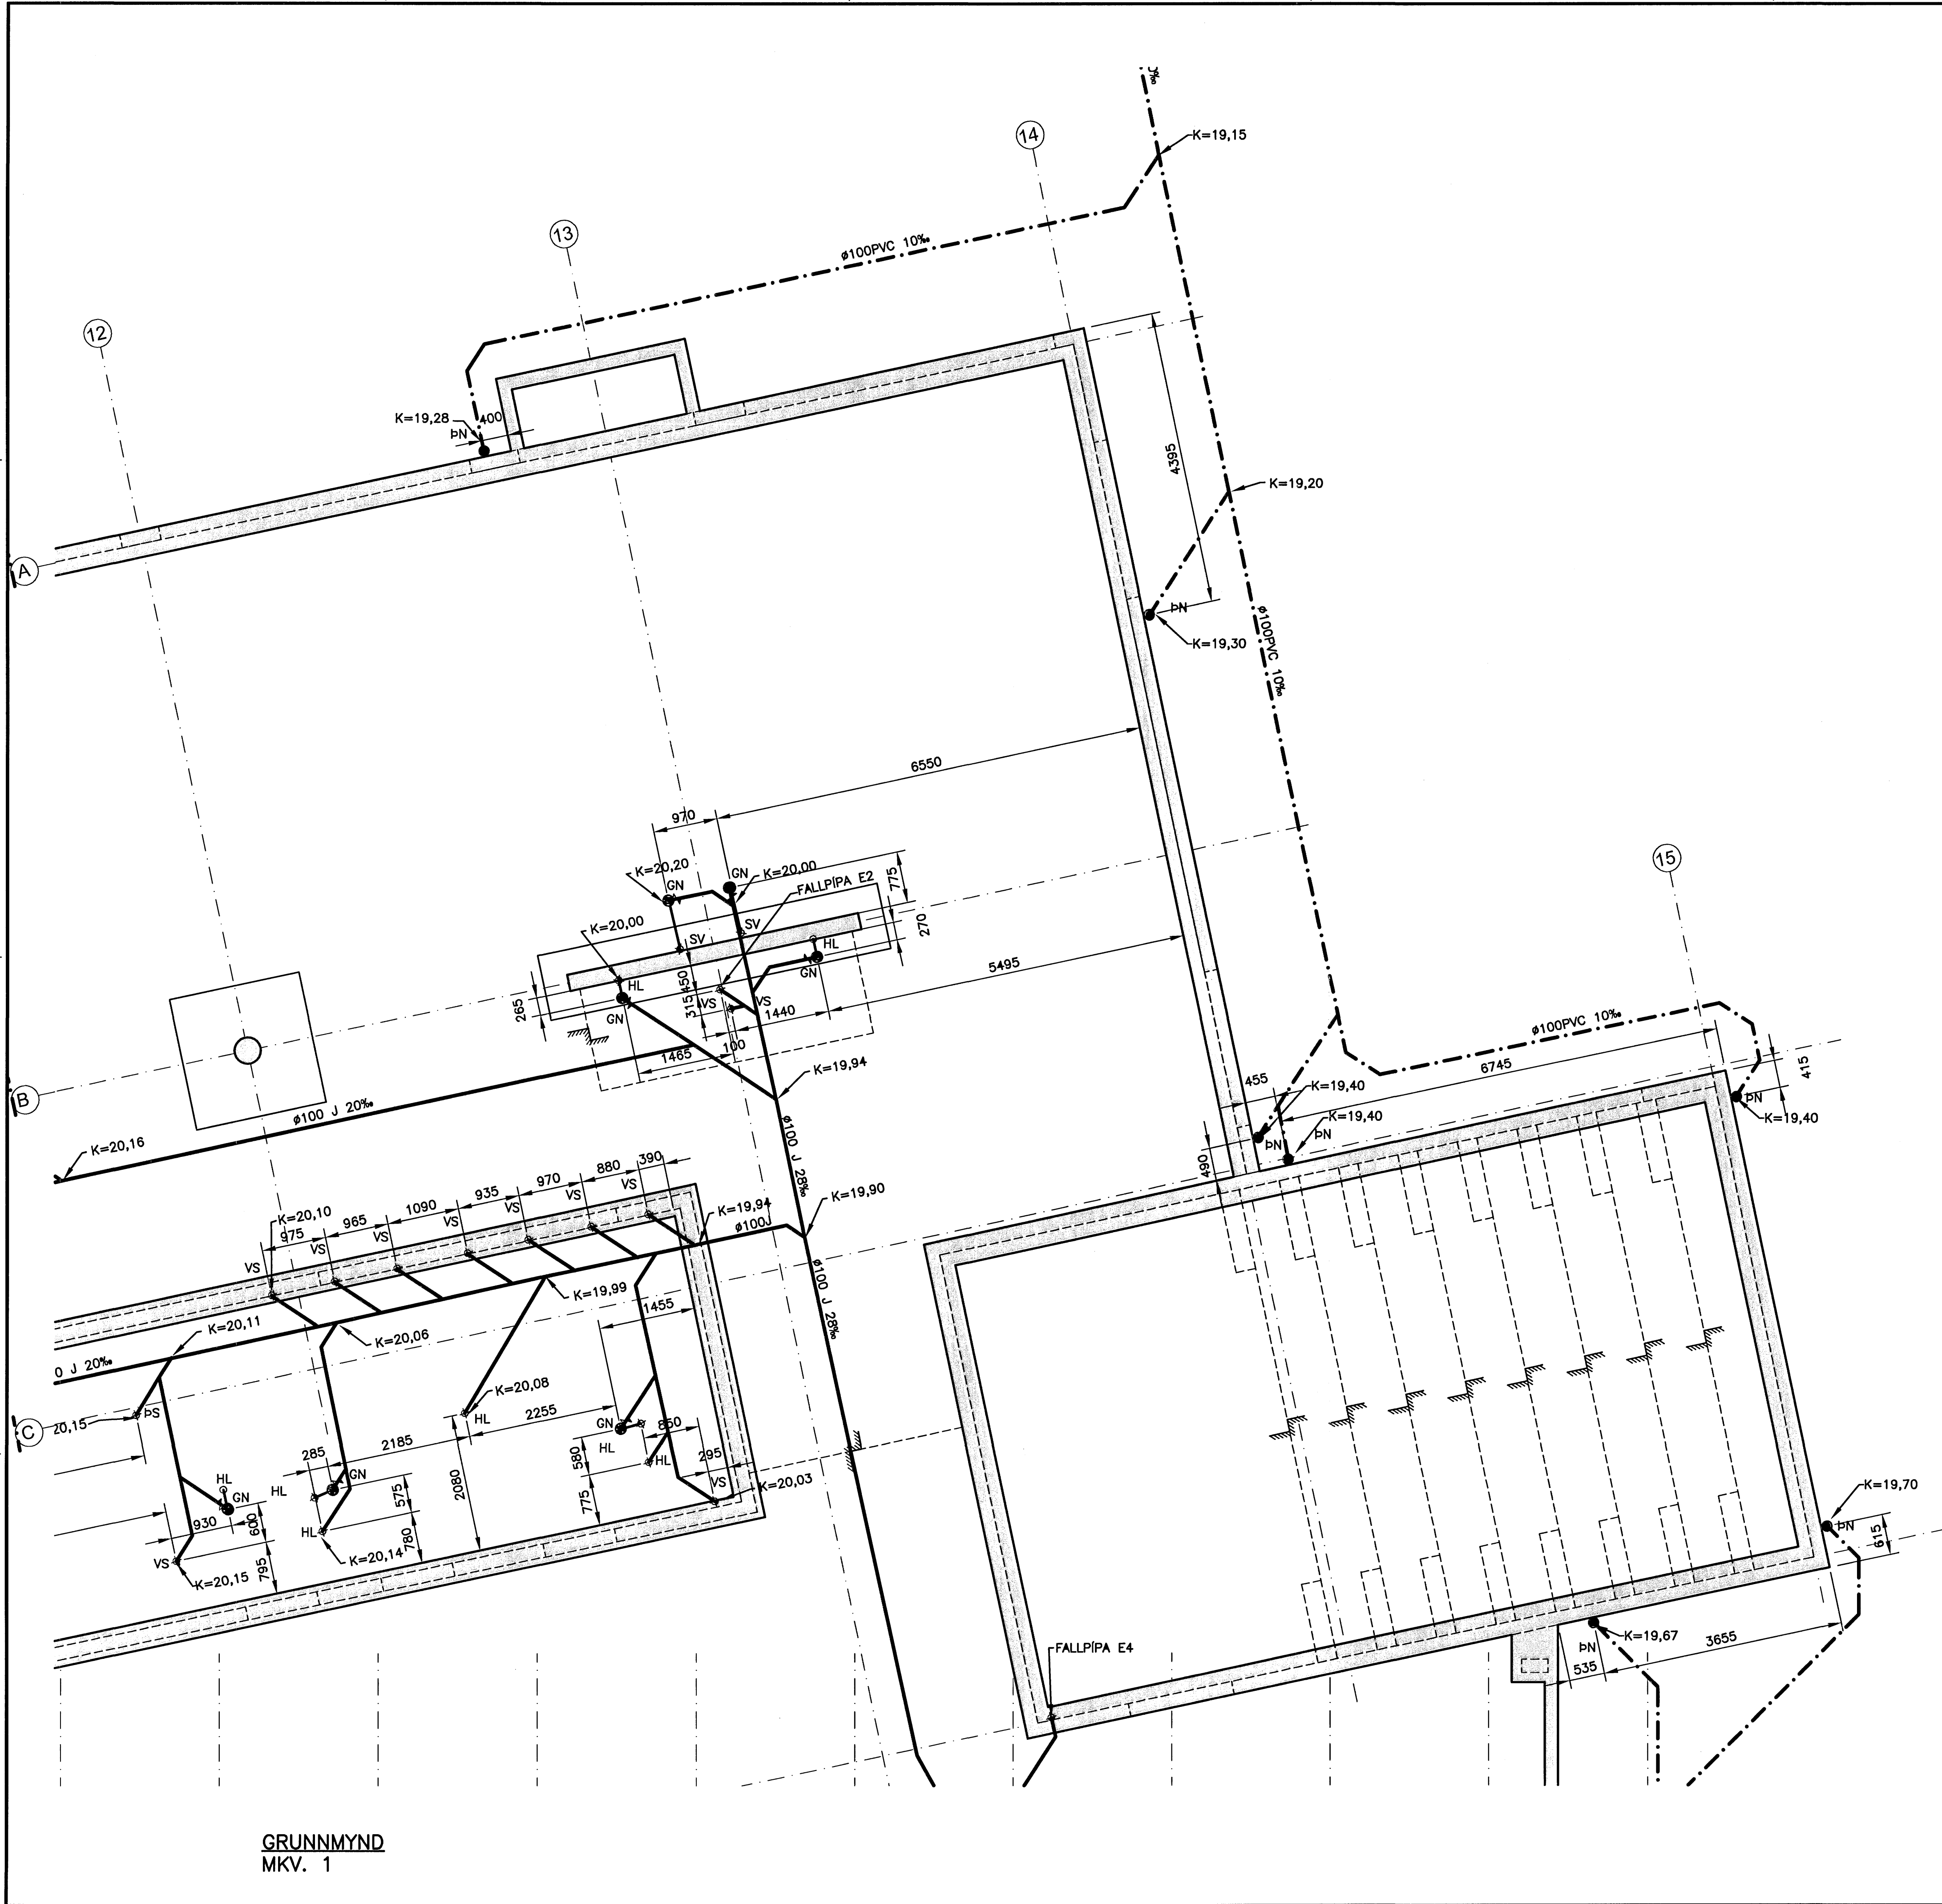 J‰
K=19,15
14
13
ø100PVC 10‰
12
K=19,28
400
ÞN
4395
K=19,20
A
ÞN
K=19,30
ø100PVC 10‰
6550
970
K=20,20
GN
GN
K=20,00
FALLPÍPA E2
775
15
K=20,00
SV
SV
270
HL
HL
GN
5495
450
315
VS
VS
265
GN
1440
ø100PVC 10‰
100
1465
6745
415
K=19,94
B
455
K=19,40
K=19,40
ø100 J 20‰
K=19,40
ÞN
ÞN
ÞN
K=20,16
ø100 J 28‰
490
390
880
970
935
1090
965
975
VS
VS
VS
VS
VS
VS
VS
K=20,10
K=19,94
K=19,90
ø100J
K=19,99
ø100 J 28‰
1455
K=20,11
K=20,06
0 J 20‰
K=20,08
HL
20,15
ÞS
C
2255
GN
850
HL
HL
580
2185
285
GN
HL
2080
295
VS
K=20,03
HL
GN
575
775
K=19,70
ÞN
930
600
HL
615
VS
K=20,14
780
K=20,15
795
FALLPÍPA E4
K=19,67
ÞN
3655
535
GRUNNMYND
MKV. 1